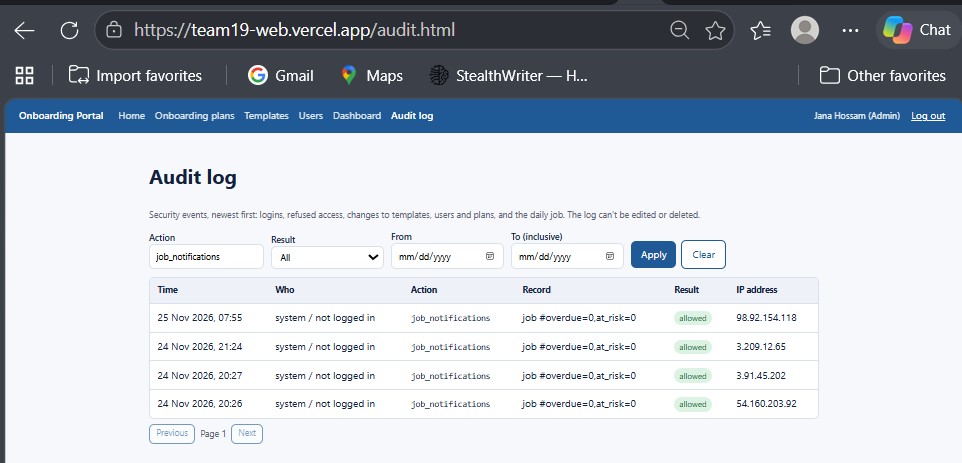 https://team19-web.vercel.app/audit.html
Chat
Import favorites
Gmail
Maps
StealthWriter — H...
Other favorites
Onboarding Portal Home Onboarding plans Templates Users Dashboard Audit log Jana Hossam (Admin) Log out
Audit log
Security events, newest first: logins, refused access, changes to templates, users and plans, and the daily job. The log can't be edited or deleted.
Action Result From To (inclusive)
job_notifications All mm/dd/yyyy mm/dd/yyyy Apply Clear
Time Who Action Record Result IP address
25 Nov 2026, 07:55 system / not logged in job_notifications job #overdue=0,at_risk=0 allowed 98.92.154.118
24 Nov 2026, 21:24 system / not logged in job_notifications job #overdue=0,at_risk=0 allowed 3.209.12.65
24 Nov 2026, 20:27 system / not logged in job_notifications job #overdue=0,at_risk=0 allowed 3.91.45.202
24 Nov 2026, 20:26 system / not logged in job_notifications job #overdue=0,at_risk=0 allowed 54.160.203.92
Previous Page 1 Next